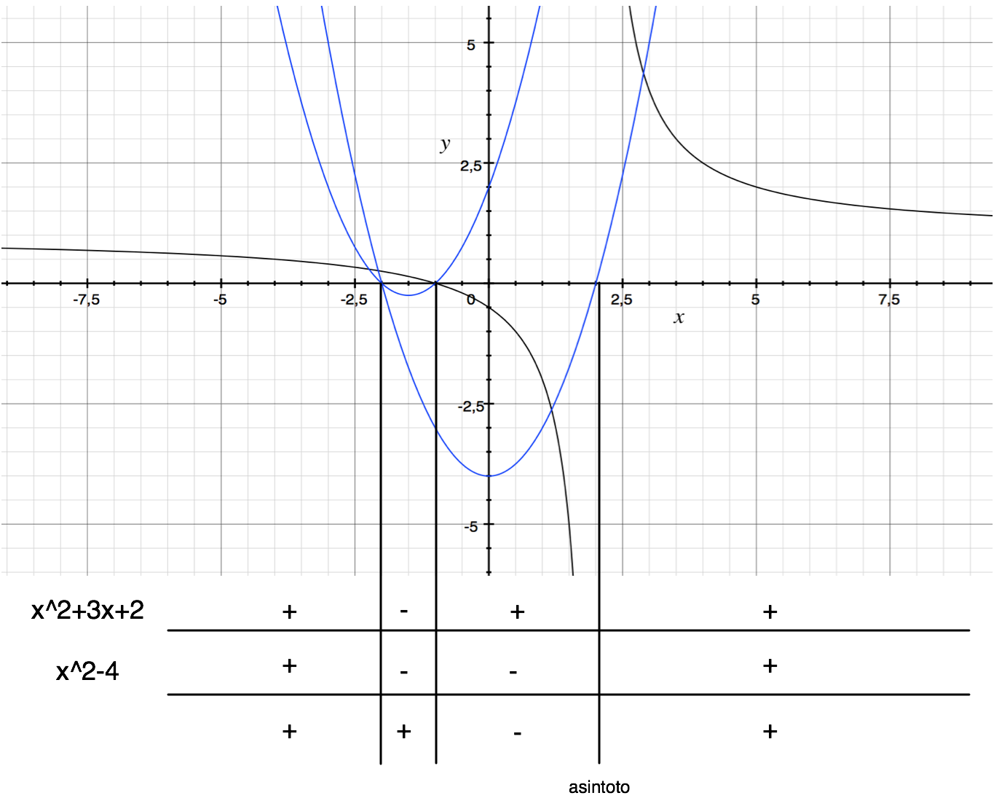 5
y
2,5
-7,5 -5 -2,5 0 2,5 5 7,5
x
-2,5
-5
x^2+3x+2 + - + +
x^2-4 + - - +
+ + - +
asintoto